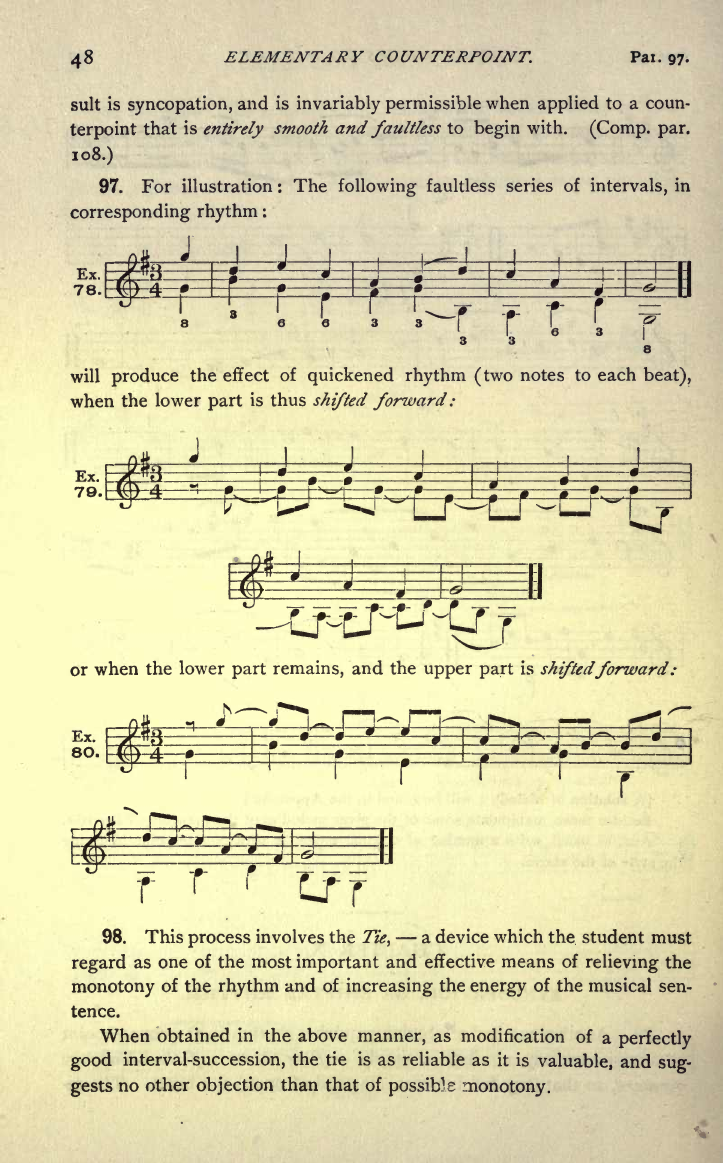 48 ELEMENTARY COUNTERPOINT. Par. 97.
sult is syncopation, and is invariably permissible when applied to a coun-
terpoint that is entirely smooth and faultless to begin with. (Comp. par.
108.)
97. For illustration: The following faultless series of intervals, in
corresponding rhythm:
Ex.
78.
3
4
8 3 6 6 3 3 3 3 6 3 8
will produce the effect of quickened rhythm (two notes to each beat),
when the lower part is thus shifted forward:
Ex.
79.
3
4
or when the lower part remains, and the upper part is shifted forward:
Ex.
80.
3
4
98. This process involves the Tie, — a device which the student must
regard as one of the most important and effective means of relieving the
monotony of the rhythm and of increasing the energy of the musical sen-
tence.
When obtained in the above manner, as modification of a perfectly
good interval-succession, the tie is as reliable as it is valuable, and sug-
gests no other objection than that of possible monotony.